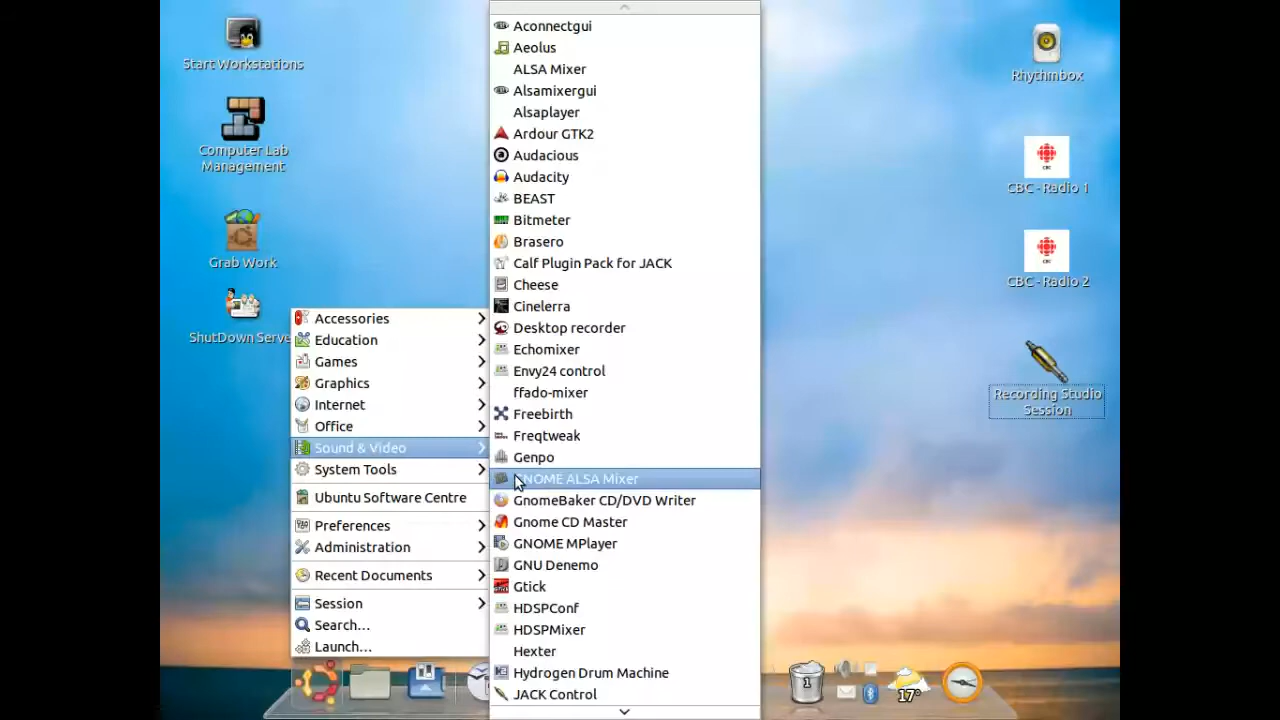 Start Workstations
Computer Lab
Management
Grab Work
ShutDown Serve
Accessories
Education
Games
Graphics
Internet
Office
Sound & Video
System Tools
Ubuntu Software Centre
Preferences
Administration
Recent Documents
Session
Search...
Launch...
Aconnectgui
Aeolus
ALSA Mixer
Alsamixergui
Alsaplayer
Ardour GTK2
Audacious
Audacity
BEAST
Bitmeter
Brasero
Calf Plugin Pack for JACK
Cheese
Cinelerra
Desktop recorder
Echomixer
Envy24 control
ffado-mixer
Freebirth
Freqtweak
Genpo
GNOME ALSA Mixer
GnomeBaker CD/DVD Writer
Gnome CD Master
GNOME MPlayer
GNU Denemo
Gtick
HDSPConf
HDSPMixer
Hexter
Hydrogen Drum Machine
JACK Control
Rhythmbox
CBC - Radio 1
CBC - Radio 2
Recording Studio
Session
1
17°